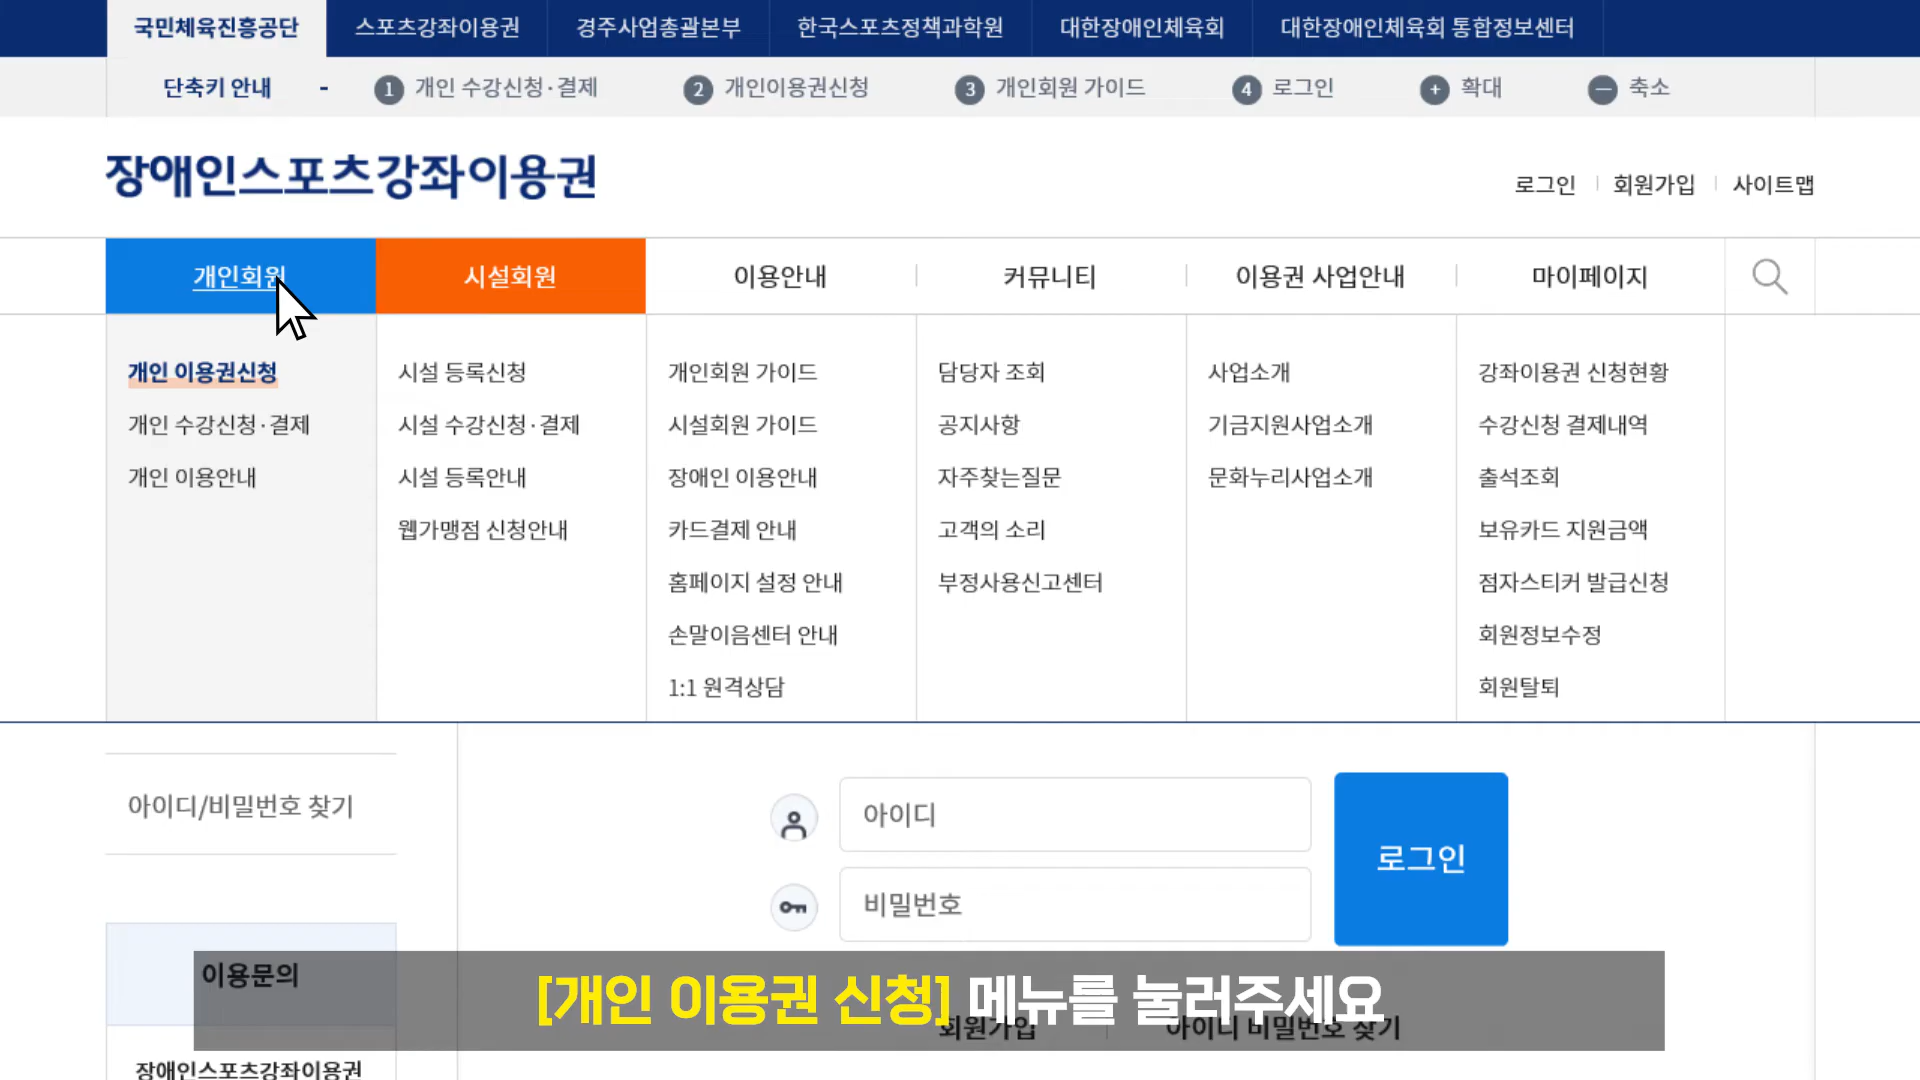 국민체육진흥공단 스포츠강좌이용권 경주사업총괄본부 한국스포츠정책과학원 대한장애인체육회 대한장애인체육회 통합정보센터
단축키 안내 - 1 개인 수강신청·결제 2 개인이용권신청 3 개인회원 가이드 4 로그인 + 확대 − 축소
장애인스포츠강좌이용권
로그인 회원가입 사이트맵
개인회원 시설회원 이용안내 커뮤니티 이용권 사업안내 마이페이지
개인 이용권신청
개인 수강신청·결제
개인 이용안내
시설 등록신청
시설 수강신청·결제
시설 등록안내
웹가맹점 신청안내
개인회원 가이드
시설회원 가이드
장애인 이용안내
카드결제 안내
홈페이지 설정 안내
손말이음센터 안내
1:1 원격상담
담당자 조회
공지사항
자주찾는질문
고객의 소리
부정사용신고센터
사업소개
기금지원사업소개
문화누리사업소개
강좌이용권 신청현황
수강신청 결제내역
출석조회
보유카드 지원금액
점자스티커 발급신청
회원정보수정
회원탈퇴
아이디/비밀번호 찾기
아이디
비밀번호
로그인
이용문의
[개인 이용권 신청] 메뉴를 눌러주세요
회원가입 아이디 비밀번호 찾기
장애인스포츠강좌이용권